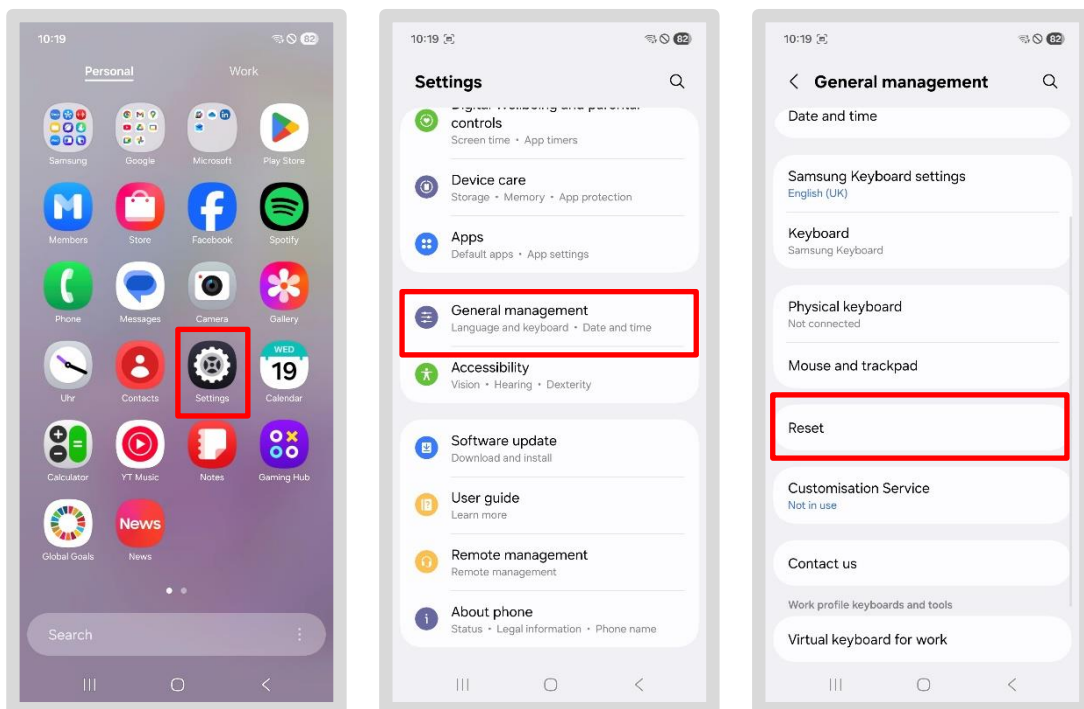 10:19
82
Personal
Work
Samsung
Google
Microsoft
Play Store
Members
Store
Facebook
Spotify
Phone
Messages
Camera
Gallery
WED
19
Uhr
Contacts
Settings
Calendar
Calculator
YT Music
Notes
Gaming Hub
News
Global Goals
News
Search
10:19
82
Settings
Digital Wellbeing and parental
controls
Screen time • App timers
Device care
Storage • Memory • App protection
Apps
Default apps • App settings
General management
Language and keyboard • Date and time
Accessibility
Vision • Hearing • Dexterity
Software update
Download and install
User guide
Learn more
Remote management
Remote management
About phone
Status • Legal information • Phone name
10:19
82
General management
Date and time
Samsung Keyboard settings
English (UK)
Keyboard
Samsung Keyboard
Physical keyboard
Not connected
Mouse and trackpad
Reset
Customisation Service
Not in use
Contact us
Work profile keyboards and tools
Virtual keyboard for work